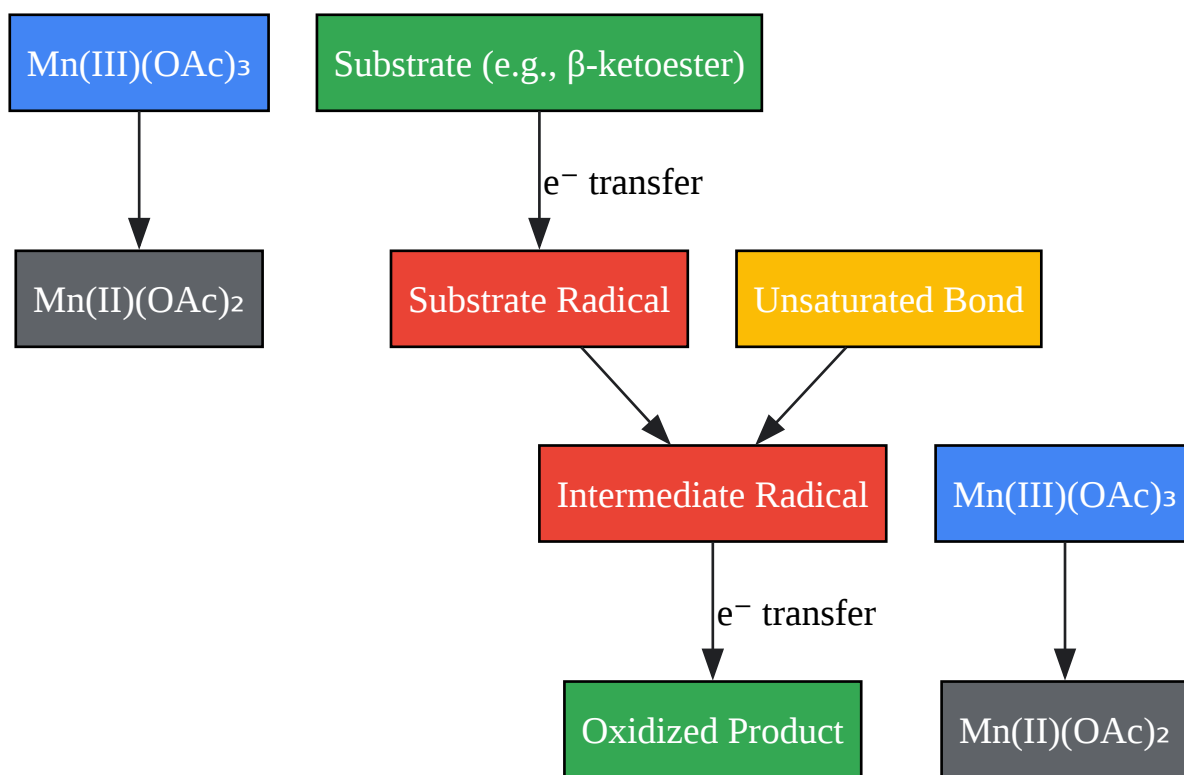 Mn(III)(OAc)₃
Substrate (e.g., β-ketoester)
e⁻ transfer
Mn(II)(OAc)₂
Substrate Radical
Unsaturated Bond
Intermediate Radical
Mn(III)(OAc)₃
e⁻ transfer
Oxidized Product
Mn(II)(OAc)₂